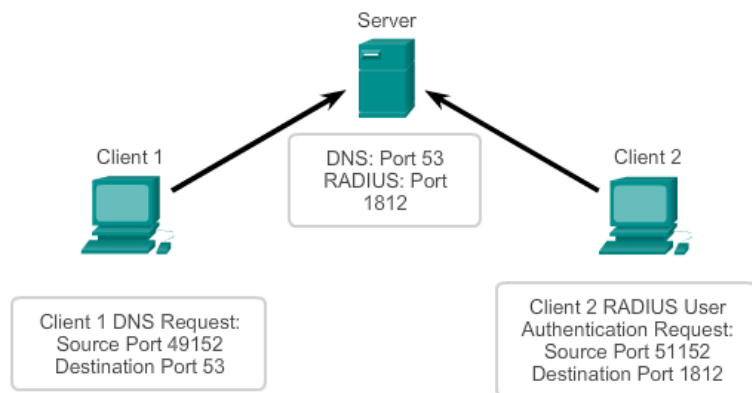 Server
Client 1
DNS: Port 53
RADIUS: Port
1812
Client 2
Client 1 DNS Request:
Source Port 49152
Destination Port 53
Client 2 RADIUS User
Authentication Request:
Source Port 51152
Destination Port 1812